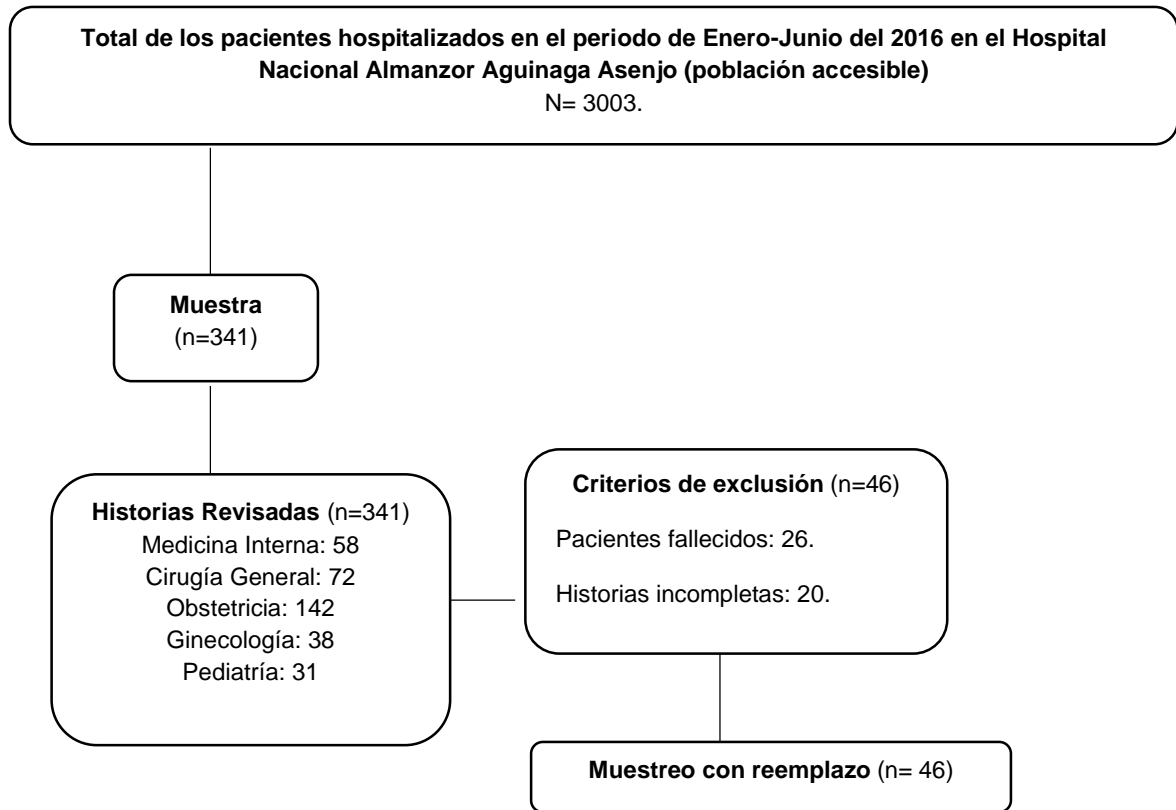 Total de los pacientes hospitalizados en el periodo de Enero-Junio del 2016 en el Hospital
Nacional Almanzor Aguinaga Asenjo (población accesible)
N= 3003.
Muestra
(n=341)
Historias Revisadas (n=341)
Medicina Interna: 58
Cirugía General: 72
Obstetricia: 142
Ginecología: 38
Pediatría: 31
Criterios de exclusión (n=46)
Pacientes fallecidos: 26.
Historias incompletas: 20.
Muestreo con reemplazo (n= 46)